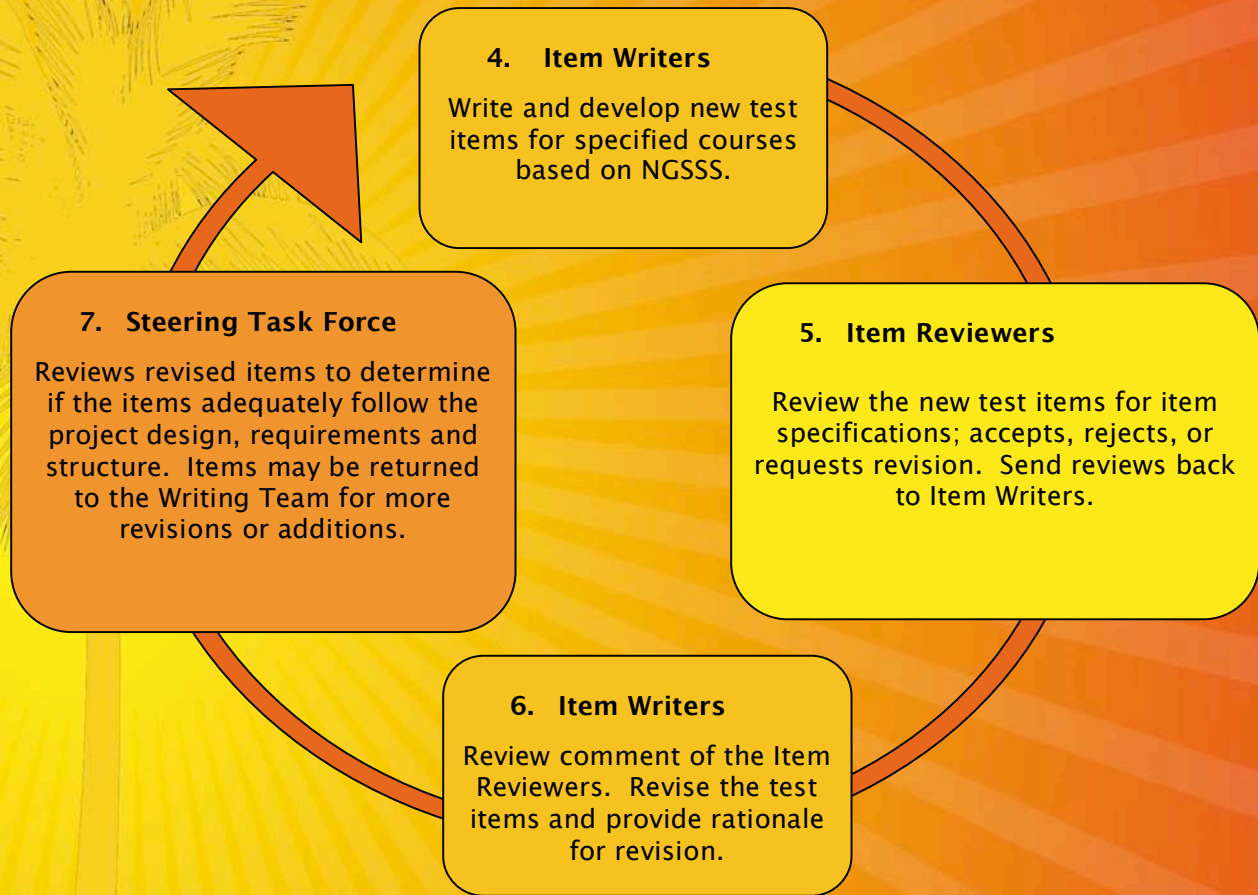 4. Item Writers
Write and develop new test
items for specified courses
based on NGSSS.
5. Item Reviewers
Review the new test items for item
specifications; accepts, rejects, or
requests revision. Send reviews back
to Item Writers.
6. Item Writers
Review comment of the Item
Reviewers. Revise the test
items and provide rationale
for revision.
7. Steering Task Force
Reviews revised items to determine
if the items adequately follow the
project design, requirements and
structure. Items may be returned
to the Writing Team for more
revisions or additions.